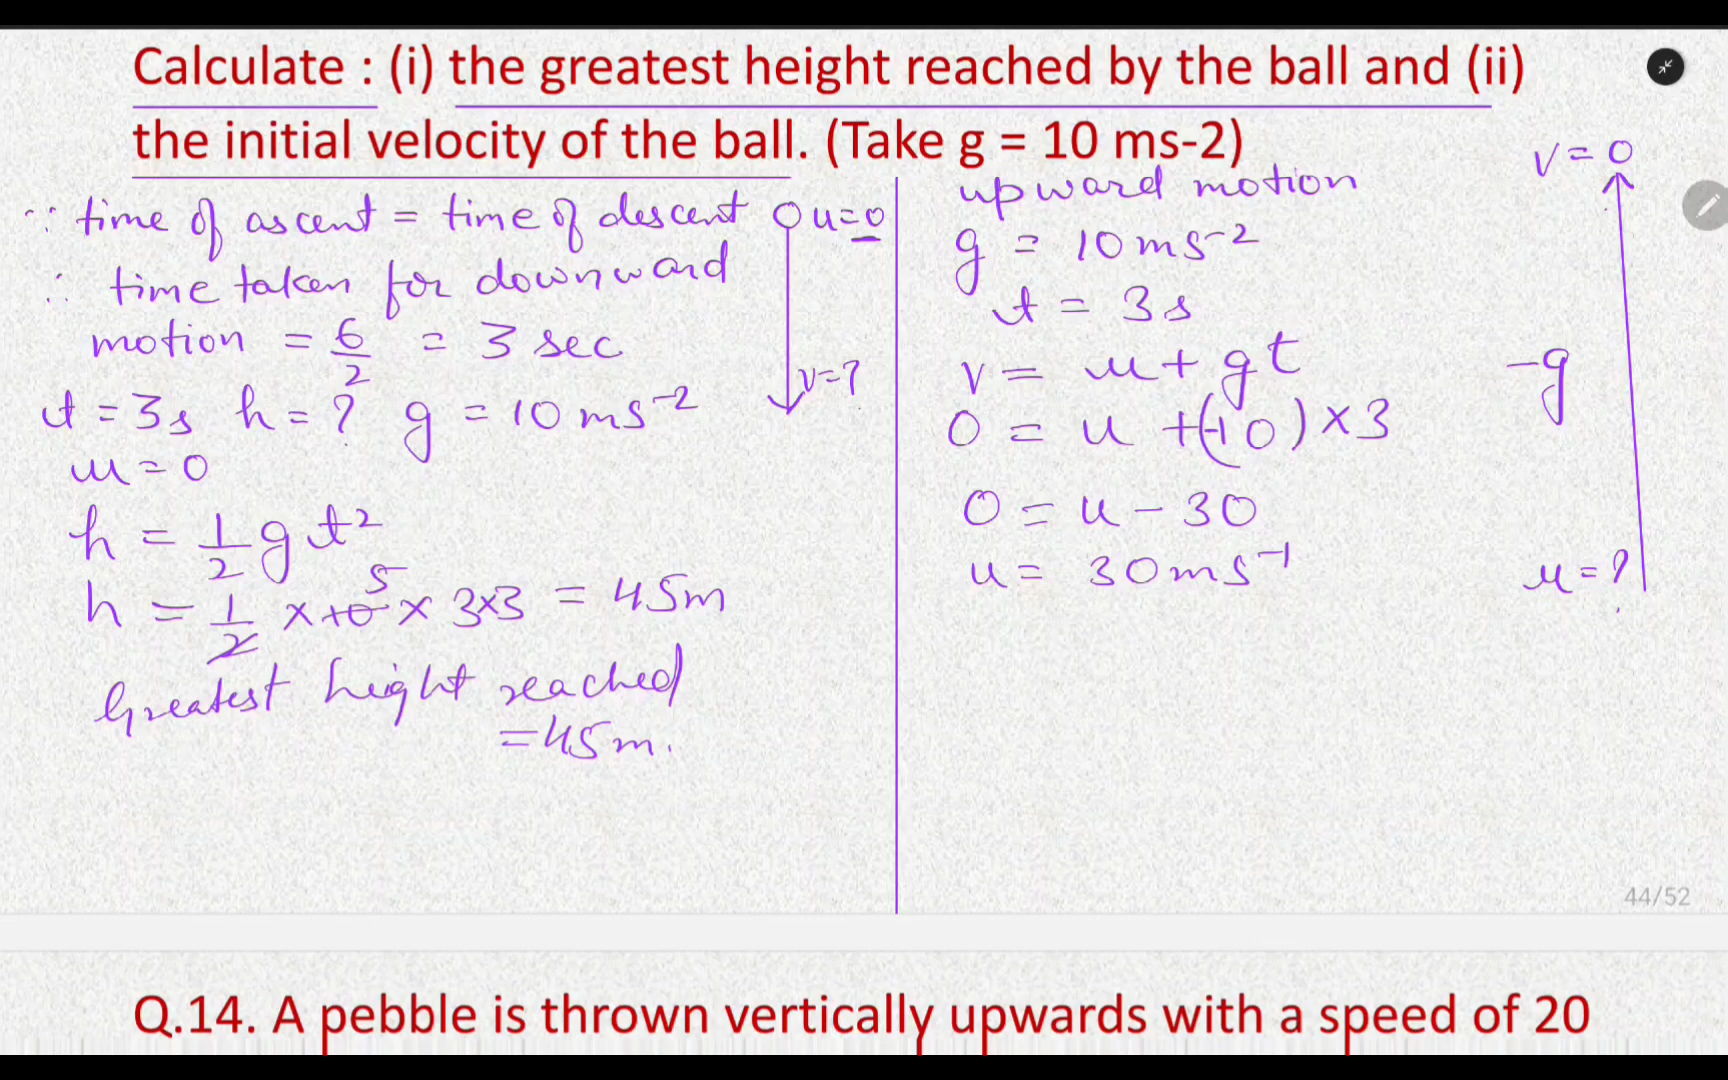 Calculate : (i) the greatest height reached by the ball and (ii)
the initial velocity of the ball. (Take g = 10 ms-2)
∵ time of ascent = time of descent
∴ time taken for downward
motion = 6/2 = 3 sec
t = 3s h = ? g = 10 ms⁻²
u = 0
h = 1/2 g t²
h = 1/2 × 10 5 × 3×3 = 45m
Greatest height reached
= 45 m.
u=0
v=?
upward motion
g = 10 ms⁻²
t = 3 s
v = u + gt
0 = u + (-10) × 3
0 = u - 30
u = 30 ms⁻¹
v = 0
-g
u = ?
44/52
Q.14. A pebble is thrown vertically upwards with a speed of 20